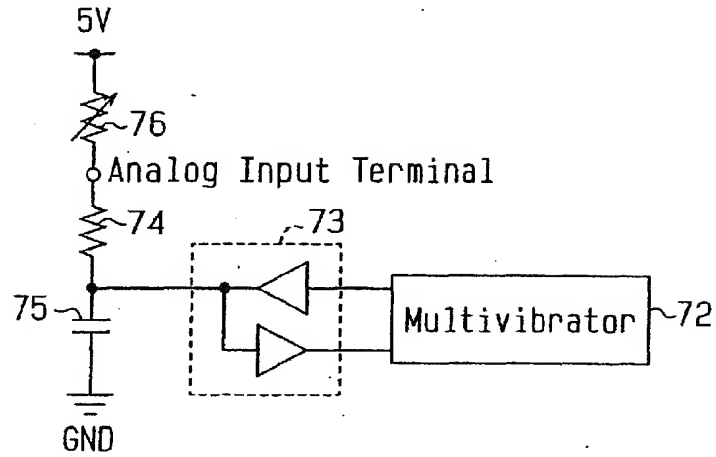 5V
76
Analog Input Terminal
74
73
75
Multivibrator
72
GND